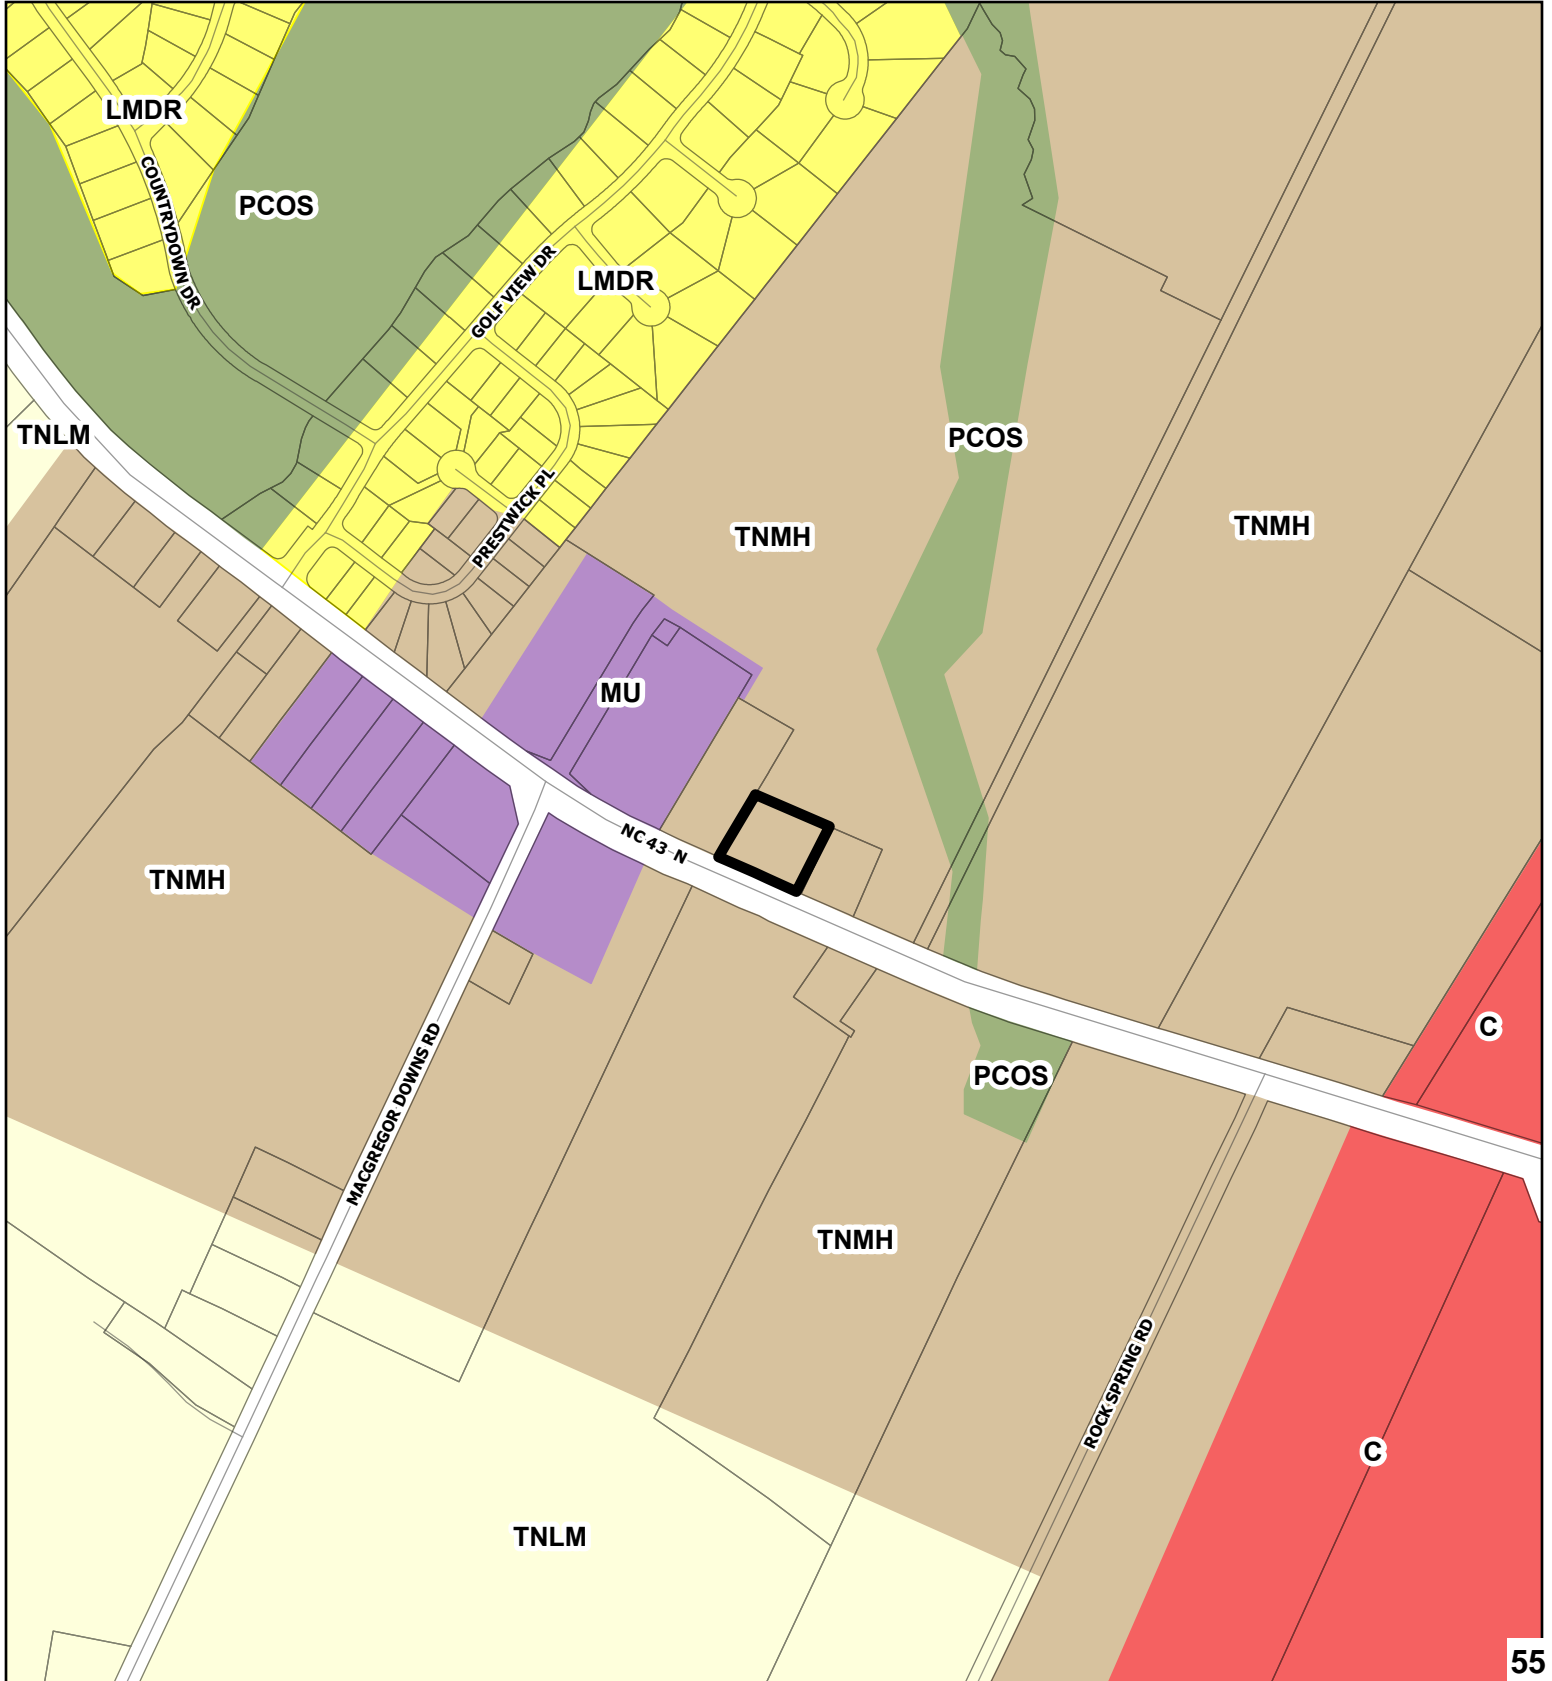 LMDR
COUNTRYDOWN DR
PCOS
GOLF VIEW DR
LMDR
TNLM
PCOS
PRESTWICK PL
TNMH
TNMH
MU
NC 43 N
TNMH
MACGREGOR DOWNS RD
C
PCOS
TNMH
ROCK SPRING RD
C
TNLM
55